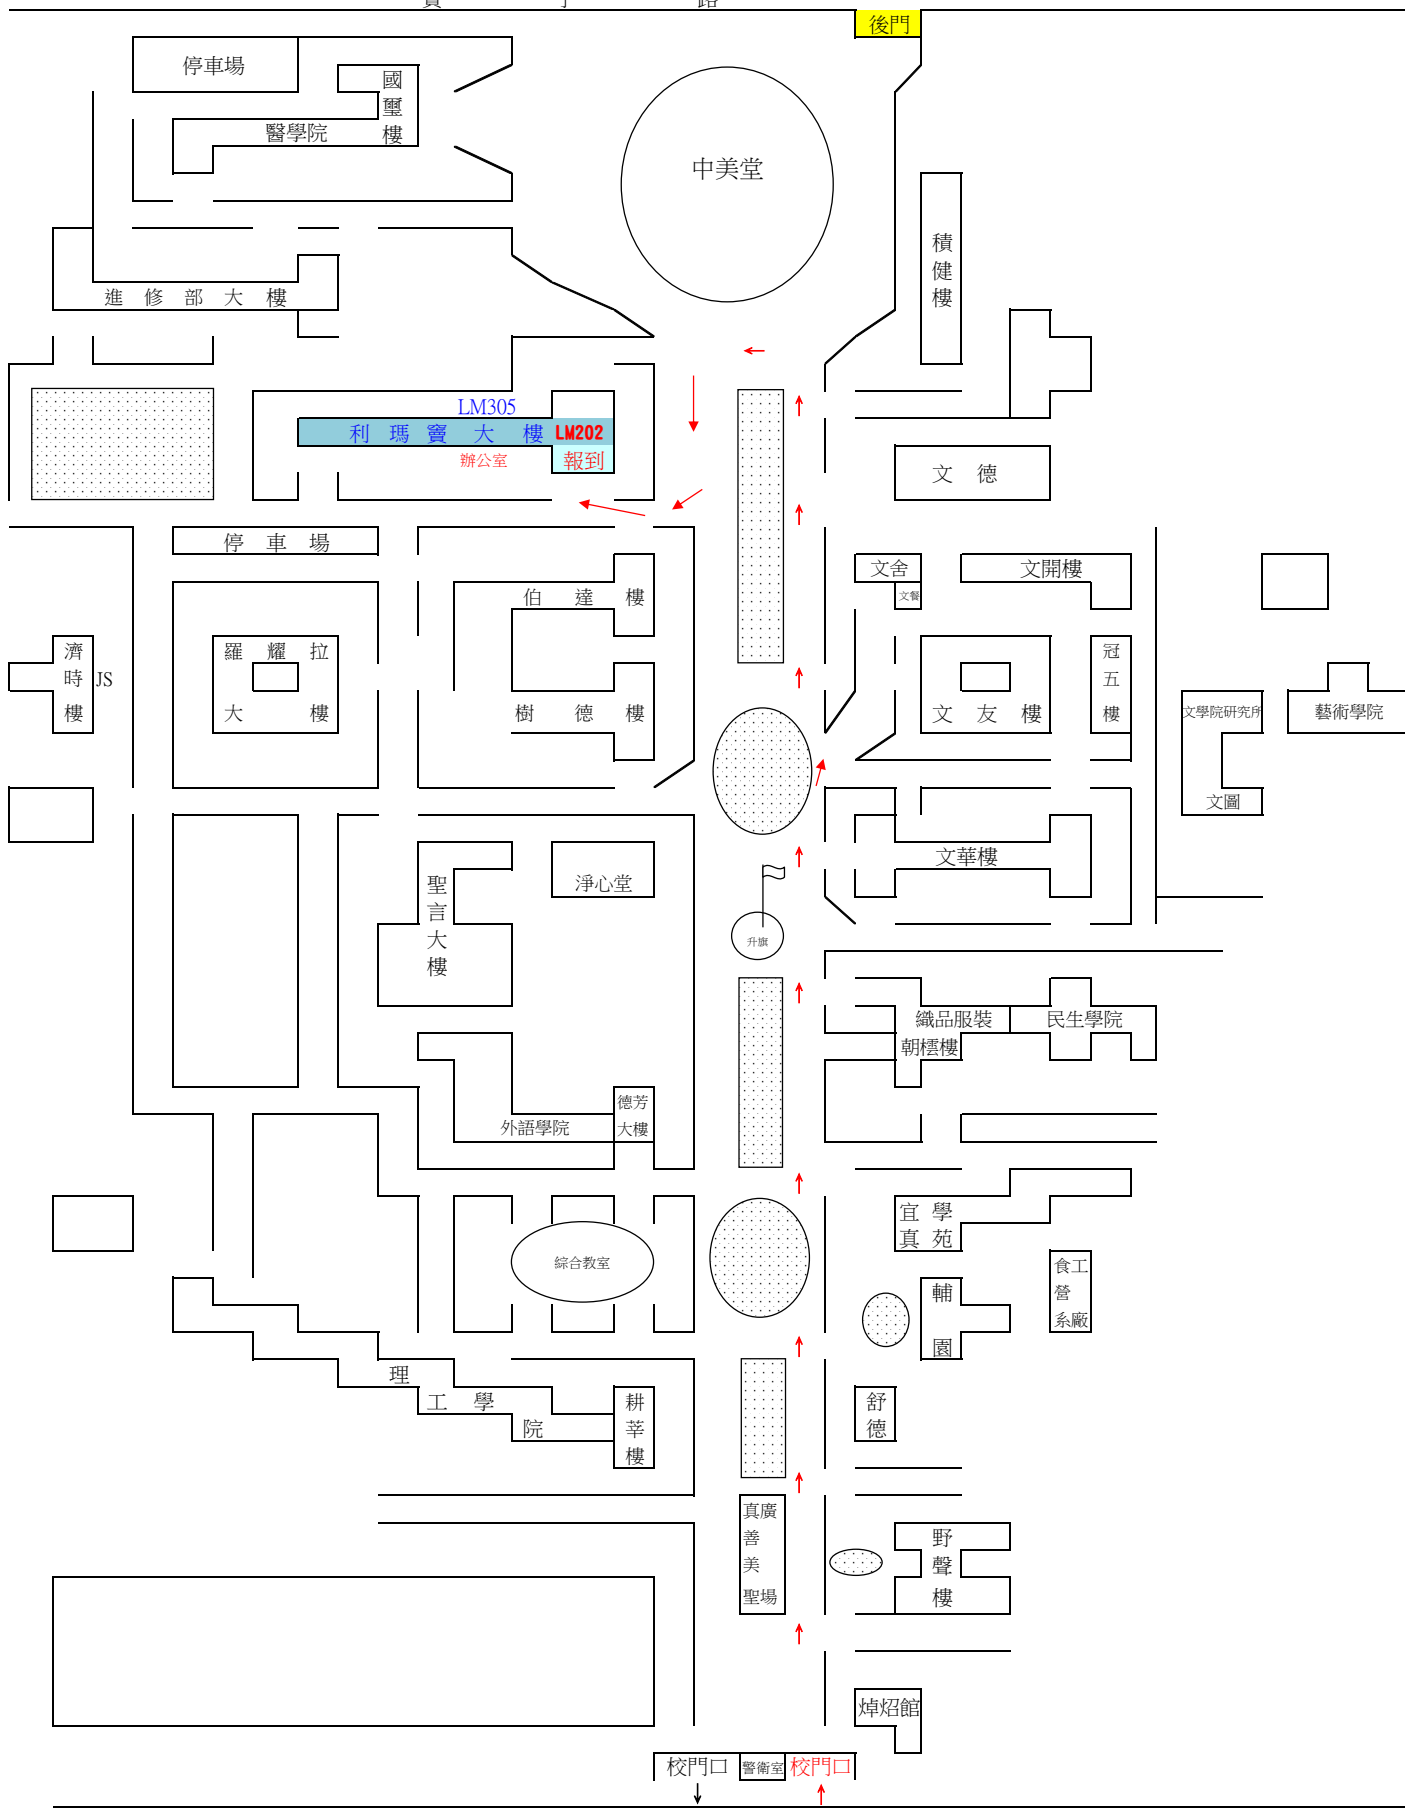 路
後門
停車場
國璽樓
醫學院
中美堂
積健樓
進修部大樓
LM305
利瑪竇大樓 LM202
辦公室 報到
文德
停車場
文舍
文開樓
文餐
伯達樓
濟時樓 JS
羅耀拉大樓
樹德樓
文友樓
冠五樓
文學院研究所
藝術學院
文圖
文華樓
聖言大樓
淨心堂
升旗
織品服裝
民生學院
朝橒樓
德芳大樓
外語學院
宜真學苑
綜合教室
食工營系廠
輔園
理工學院
耕莘樓
舒德
真善美聖廣場
野聲樓
焯炤館
校門口 警衛室 校門口